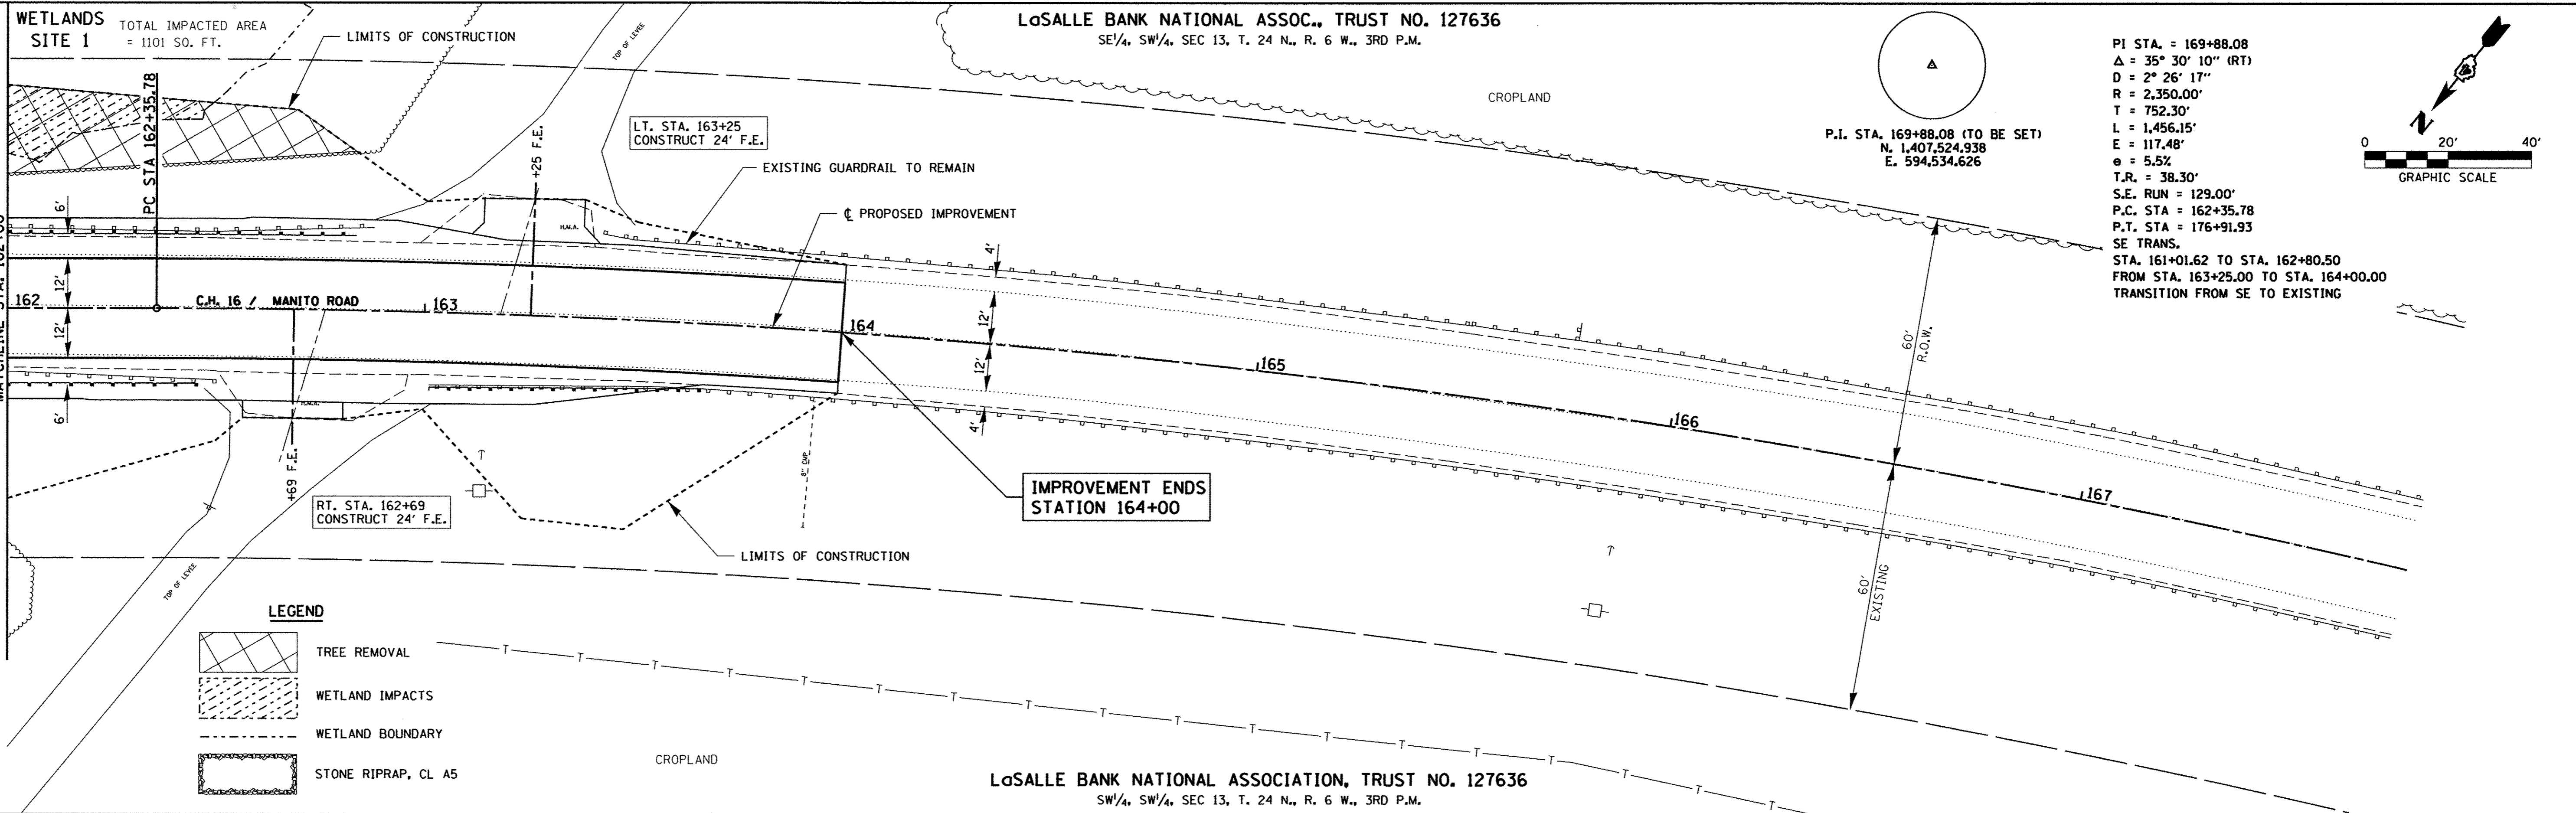 WETLANDS
SITE 1
TOTAL IMPACTED AREA
= 1101 SQ. FT.
LIMITS OF CONSTRUCTION
TOP OF LEVEE
LaSALLE BANK NATIONAL ASSOC., TRUST NO. 127636
SE¼, SW¼, SEC 13, T. 24 N., R. 6 W., 3RD P.M.
CROPLAND
P.I. STA. 169+88.08 (TO BE SET)
N. 1,407,524.938
E. 594,534.626
PI STA. = 169+88.08
Δ = 35° 30' 10" (RT)
D = 2° 26' 17"
R = 2,350.00'
T = 752.30'
L = 1,456.15'
E = 117.48'
e = 5.5%
T.R. = 38.30'
S.E. RUN = 129.00'
P.C. STA = 162+35.78
P.T. STA = 176+91.93
SE TRANS.
STA. 161+01.62 TO STA. 162+80.50
FROM STA. 163+25.00 TO STA. 164+00.00
TRANSITION FROM SE TO EXISTING
N
0 20' 40'
GRAPHIC SCALE
PC STA 162+35.78
LT. STA. 163+25
CONSTRUCT 24' F.E.
+25 F.E.
EXISTING GUARDRAIL TO REMAIN
℄ PROPOSED IMPROVEMENT
H.M.A.
6'
12'
12'
6'
162
C.H. 16 / MANITO ROAD
163
164
165
166
167
4'
12'
12'
4'
60'
R.O.W.
60'
EXISTING
H.M.A.
+69 F.E.
RT. STA. 162+69
CONSTRUCT 24' F.E.
8" CMP
IMPROVEMENT ENDS
STATION 164+00
LIMITS OF CONSTRUCTION
TOP OF LEVEE
LEGEND
TREE REMOVAL
WETLAND IMPACTS
WETLAND BOUNDARY
STONE RIPRAP, CL A5
T T T T T T T T T T T T T T T T T T
CROPLAND
LaSALLE BANK NATIONAL ASSOCIATION, TRUST NO. 127636
SW¼, SW¼, SEC 13, T. 24 N., R. 6 W., 3RD P.M.